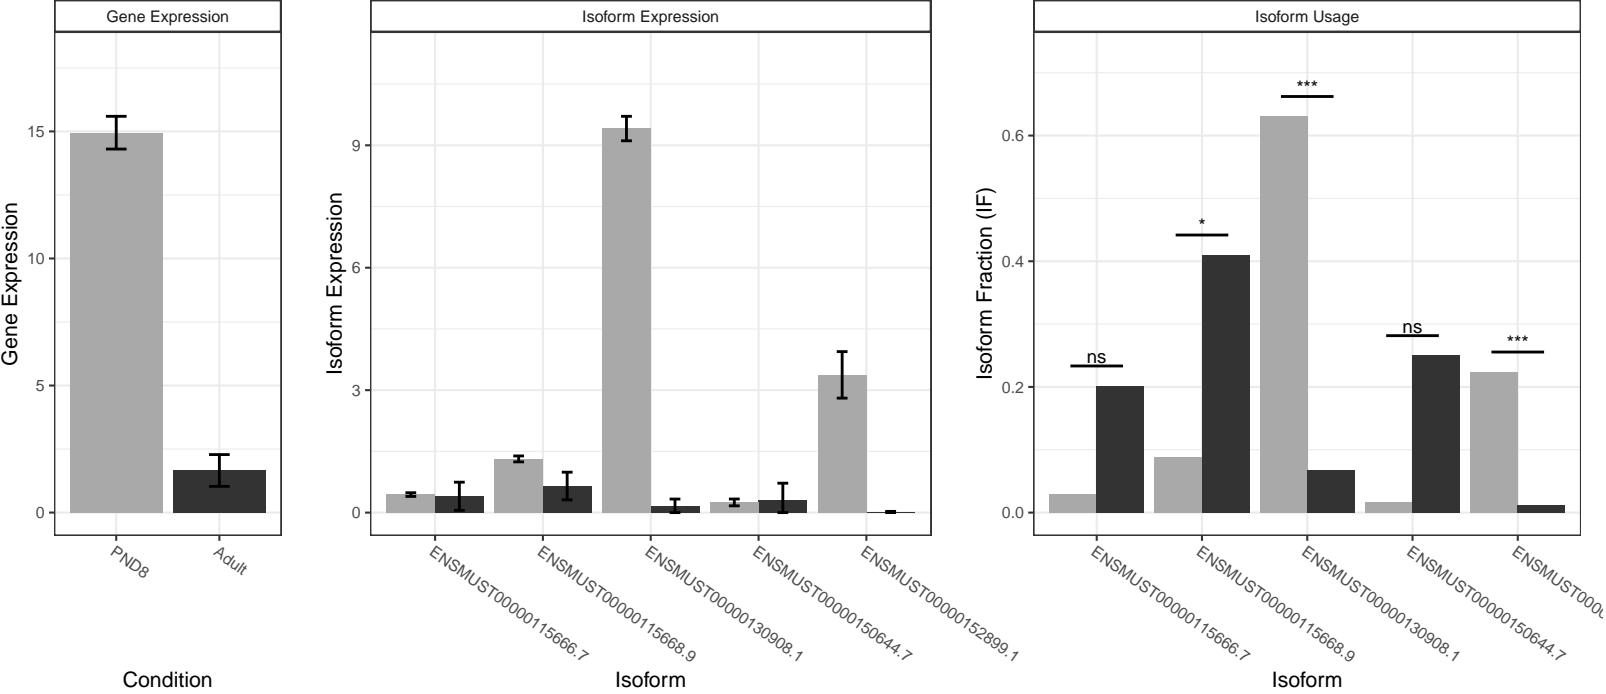 Gene Expression
Isoform Expression
Isoform Usage
Gene Expression
15
10
5
0
PND8
Adult
Condition
Isoform Expression
9
6
3
0
ENSMUST00000115666.7
ENSMUST00000115668.9
ENSMUST00000130908.1
ENSMUST00000150644.7
ENSMUST00000152899.1
Isoform
Isoform Fraction (IF)
0.6
0.4
0.2
0.0
ns
*
***
ns
***
ENSMUST00000115666.7
ENSMUST00000115668.9
ENSMUST00000130908.1
ENSMUST00000150644.7
Isoform